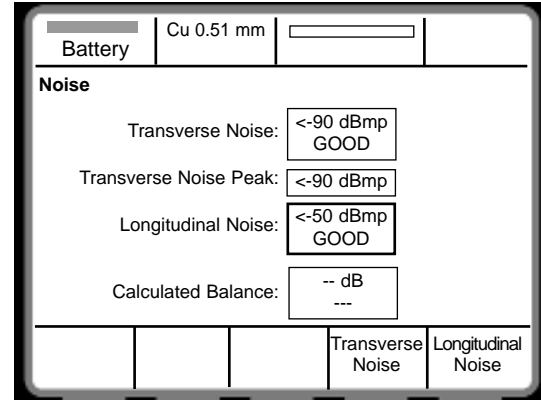 Battery
Cu 0.51 mm
Noise
Transverse Noise: <-90 dBmp
GOOD
Transverse Noise Peak: <-90 dBmp
Longitudinal Noise: <-50 dBmp
GOOD
Calculated Balance: -- dB
---
Transverse
Noise
Longitudinal
Noise